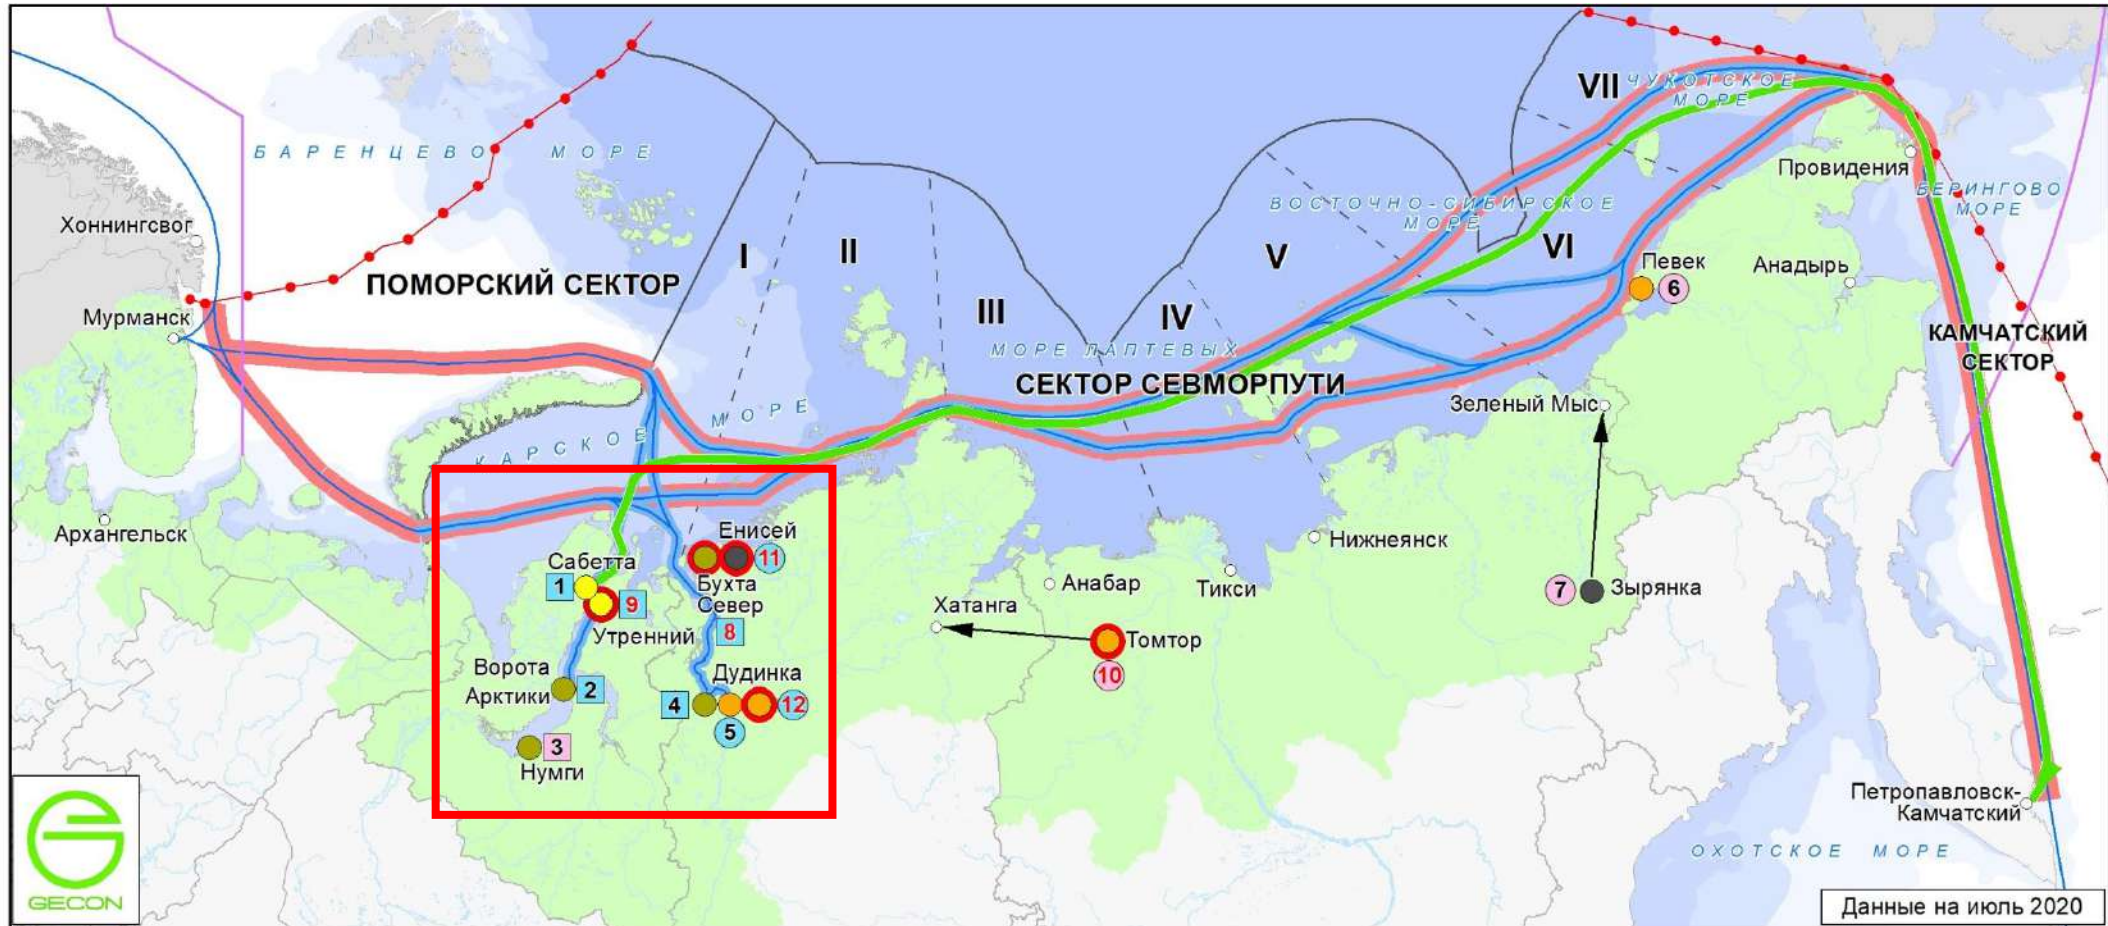 VII
ЧУКОТСКОЕ
МОРЕ
БАРЕНЦЕВО МОРЕ
Провидения
БЕРИНГОВО
МОРЕ
Хоннингсвог
ВОСТОЧНО-СИБИРСКОЕ
МОРЕ
I
II
V
VI
ПОМОРСКИЙ СЕКТОР
Певек
6
Анадырь
III
IV
Мурманск
МОРЕ ЛАПТЕВЫХ
КАМЧАТСКИЙ
СЕКТОР
СЕКТОР СЕВМОРПУТИ
Зеленый Мыс
КАРСКОЕ МОРЕ
Архангельск
Енисей
11
Нижнеянск
Сабетта
1
Бухта
Север
Анабар
Тикси
7
Зырянка
9
Утренний
8
Хатанга
Томтор
10
Ворота
Арктики
2
Дудинка
4
5
12
3
Нумги
Петропавловск-
Камчатский
ОХОТСКОЕ МОРЕ
GECON
Данные на июль 2020